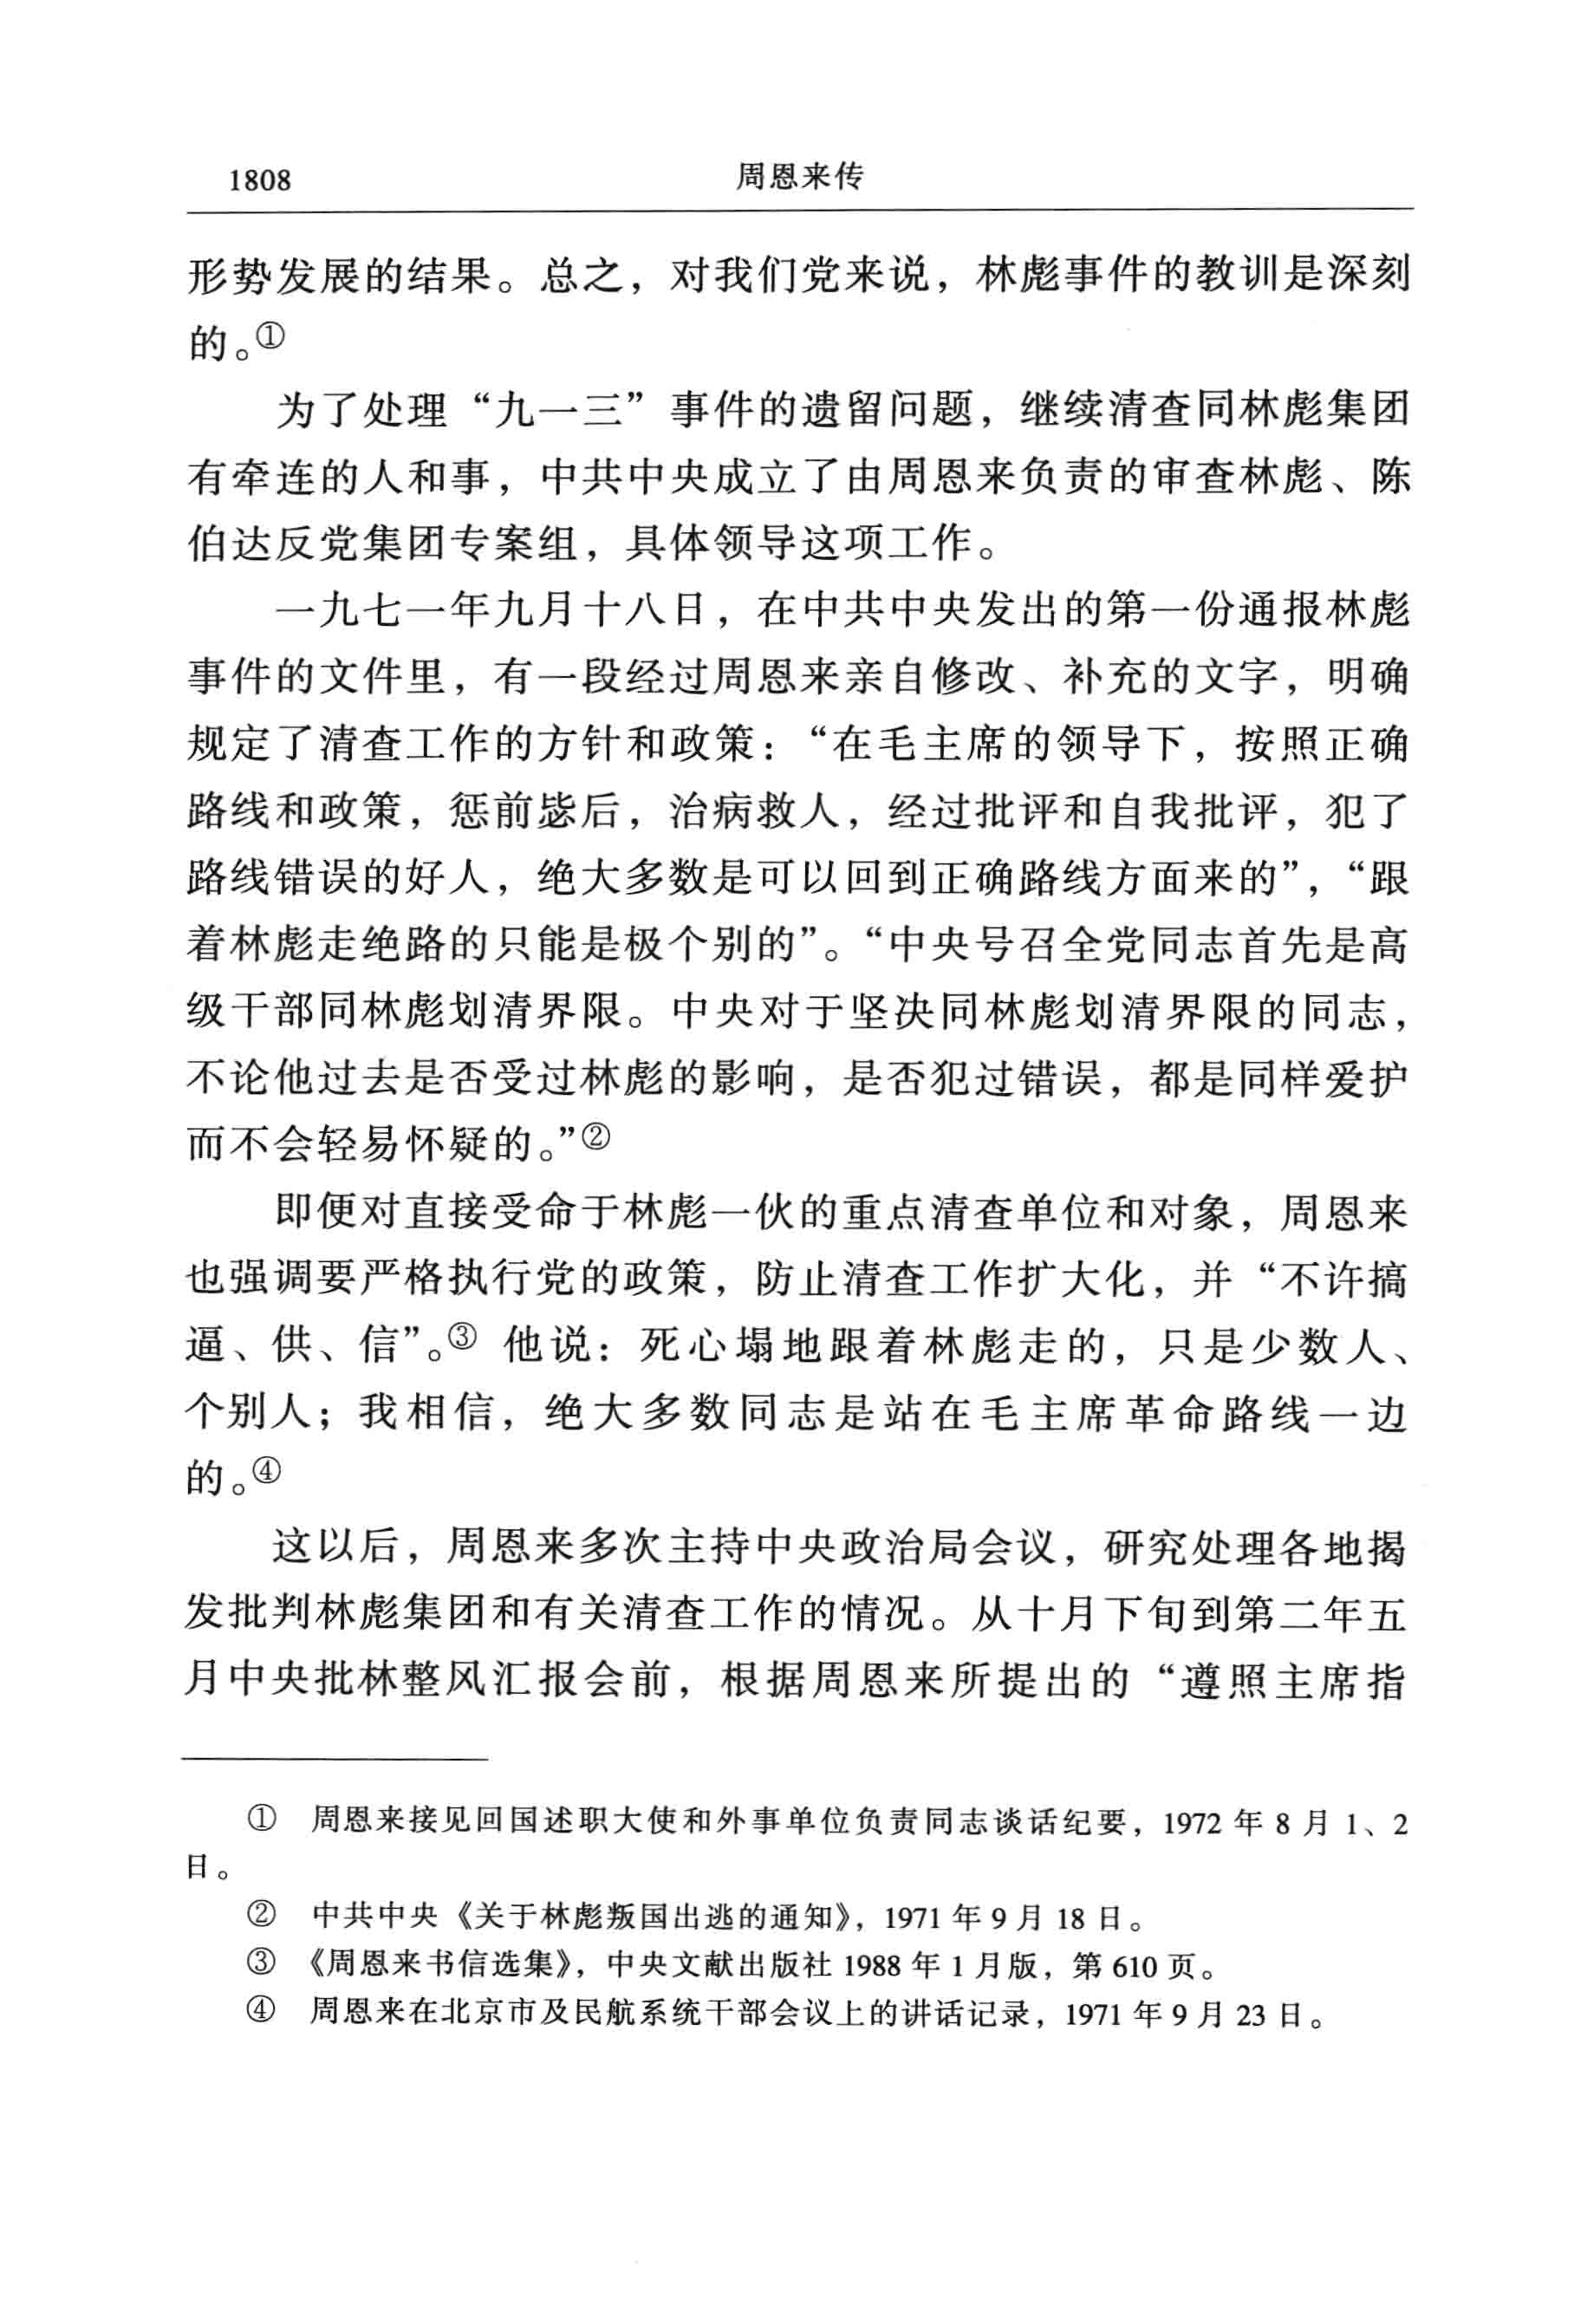 1808
周恩来传
形势发展的结果。总之，对我们党来说，林彪事件的教训是深刻
的。①
为了处理“九一三”事件的遗留问题，继续清查同林彪集团
有牵连的人和事，中共中央成立了由周恩来负责的审查林彪、陈
伯达反党集团专案组，具体领导这项工作。
一九七一年九月十八日，在中共中央发出的第一份通报林彪
事件的文件里，有一段经过周恩来亲自修改、补充的文字，明确
规定了清查工作的方针和政策：“在毛主席的领导下，按照正确
路线和政策，惩前毖后，治病救人，经过批评和自我批评，犯了
路线错误的好人，绝大多数是可以回到正确路线方面来的”，“跟
着林彪走绝路的只能是极个别的”。“中央号召全党同志首先是高
级干部同林彪划清界限。中央对于坚决同林彪划清界限的同志，
不论他过去是否受过林彪的影响，是否犯过错误，都是同样爱护
而不会轻易怀疑的。”②
即便对直接受命于林彪一伙的重点清查单位和对象，周恩来
也强调要严格执行党的政策，防止清查工作扩大化，并“不许搞
逼、供、信”。③ 他说：死心塌地跟着林彪走的，只是少数人、
个别人；我相信，绝大多数同志是站在毛主席革命路线一边
的。④
这以后，周恩来多次主持中央政治局会议，研究处理各地揭
发批判林彪集团和有关清查工作的情况。从十月下旬到第二年五
月中央批林整风汇报会前，根据周恩来所提出的“遵照主席指
① 周恩来接见回国述职大使和外事单位负责同志谈话纪要，1972 年 8 月 1、2
日。
② 中共中央《关于林彪叛国出逃的通知》，1971 年 9 月 18 日。
③ 《周恩来书信选集》，中央文献出版社 1988 年 1 月版，第 610 页。
④ 周恩来在北京市及民航系统干部会议上的讲话记录，1971 年 9 月 23 日。